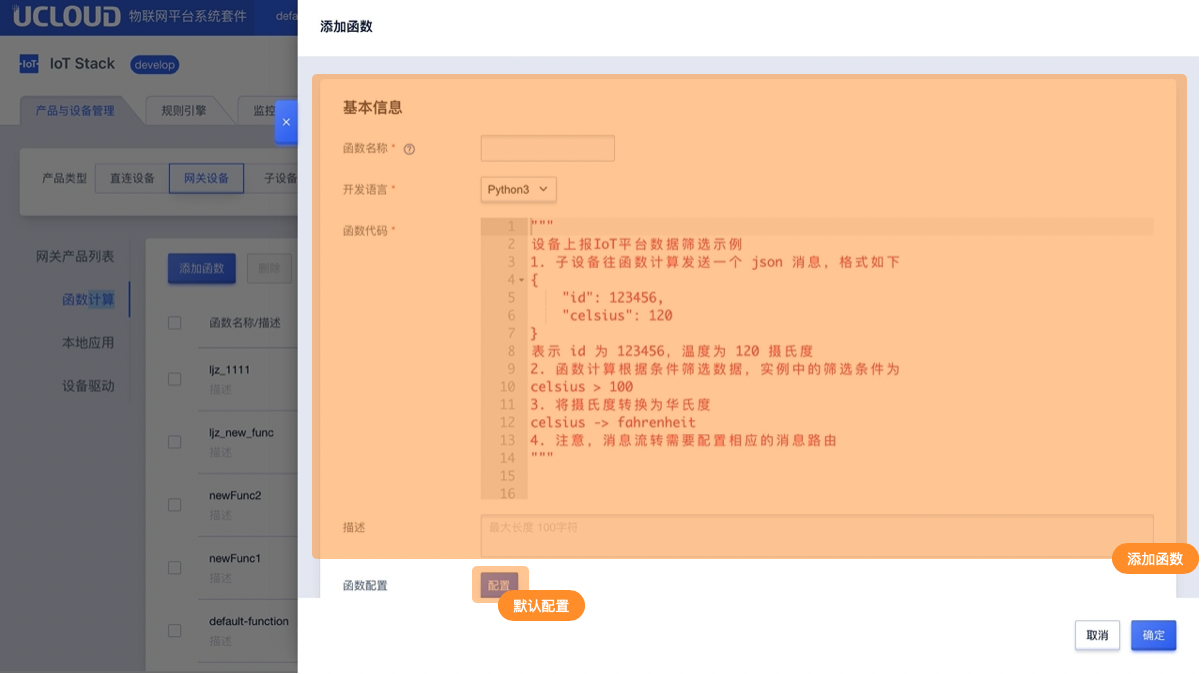 UCLOUD 物联网平台系统套件 defa
IoT IoT Stack develop
产品与设备管理 规则引擎 监控
产品类型 直连设备 网关设备 子设备
网关产品列表
函数计算
本地应用
设备驱动
添加函数 删除
函数名称/描述
ljz_1111
描述
ljz_new_func
描述
newFunc2
描述
newFunc1
描述
default-function
描述
×
添加函数
基本信息
函数名称 * ?
开发语言 * Python3
函数代码 *
1 """
2 设备上报IoT平台数据筛选示例
3 1. 子设备往函数计算发送一个 json 消息, 格式如下
4 {
5 "id": 123456,
6 "celsius": 120
7 }
8 表示 id 为 123456, 温度为 120 摄氏度
9 2. 函数计算根据条件筛选数据, 实例中的筛选条件为
10 celsius > 100
11 3. 将摄氏度转换为华氏度
12 celsius -> fahrenheit
13 4. 注意, 消息流转需要配置相应的消息路由
14 """
15
16
描述 最大长度 100字符
添加函数
函数配置 配置
默认配置
取消 确定